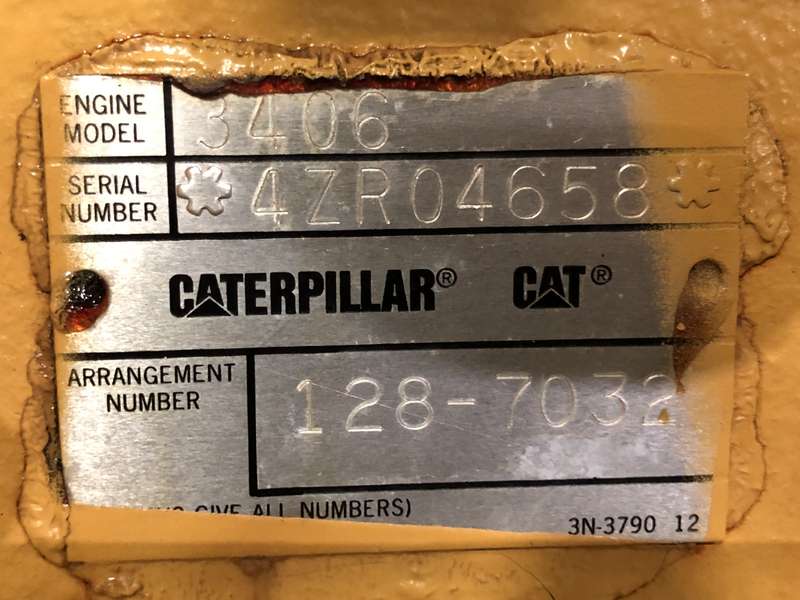 ENGINE MODEL 3406
SERIAL NUMBER *4ZR04658*
CATERPILLAR® CAT®
ARRANGEMENT NUMBER 128-7032
GIVE ALL NUMBERS)
3N-3790 12